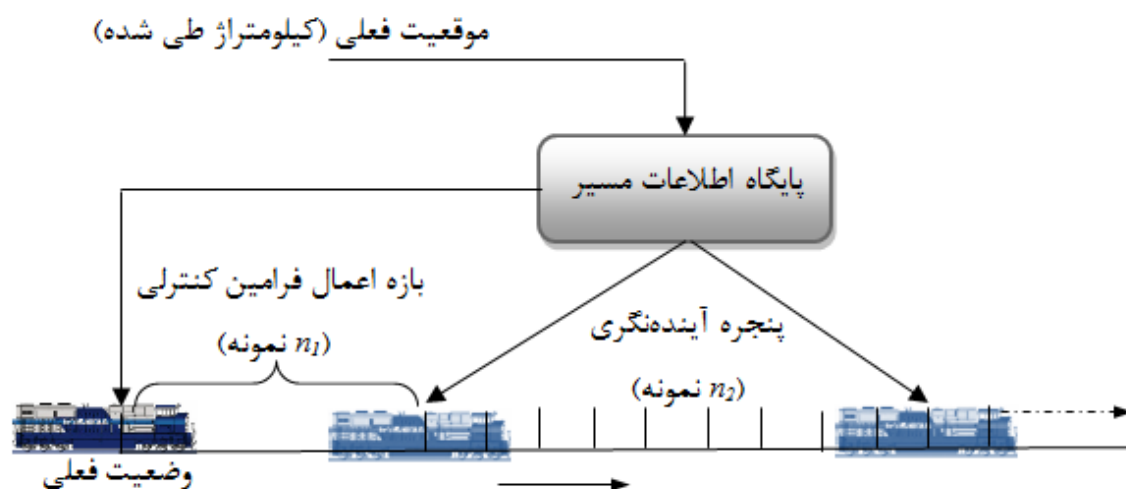 موقعیت فعلی (کیلومتراژ طی شده)
پایگاه اطلاعات مسیر
بازه اعمال فرامین کنترلی
(n1 نمونه)
پنجره آینده‌نگری
(n2 نمونه)
وضعیت فعلی